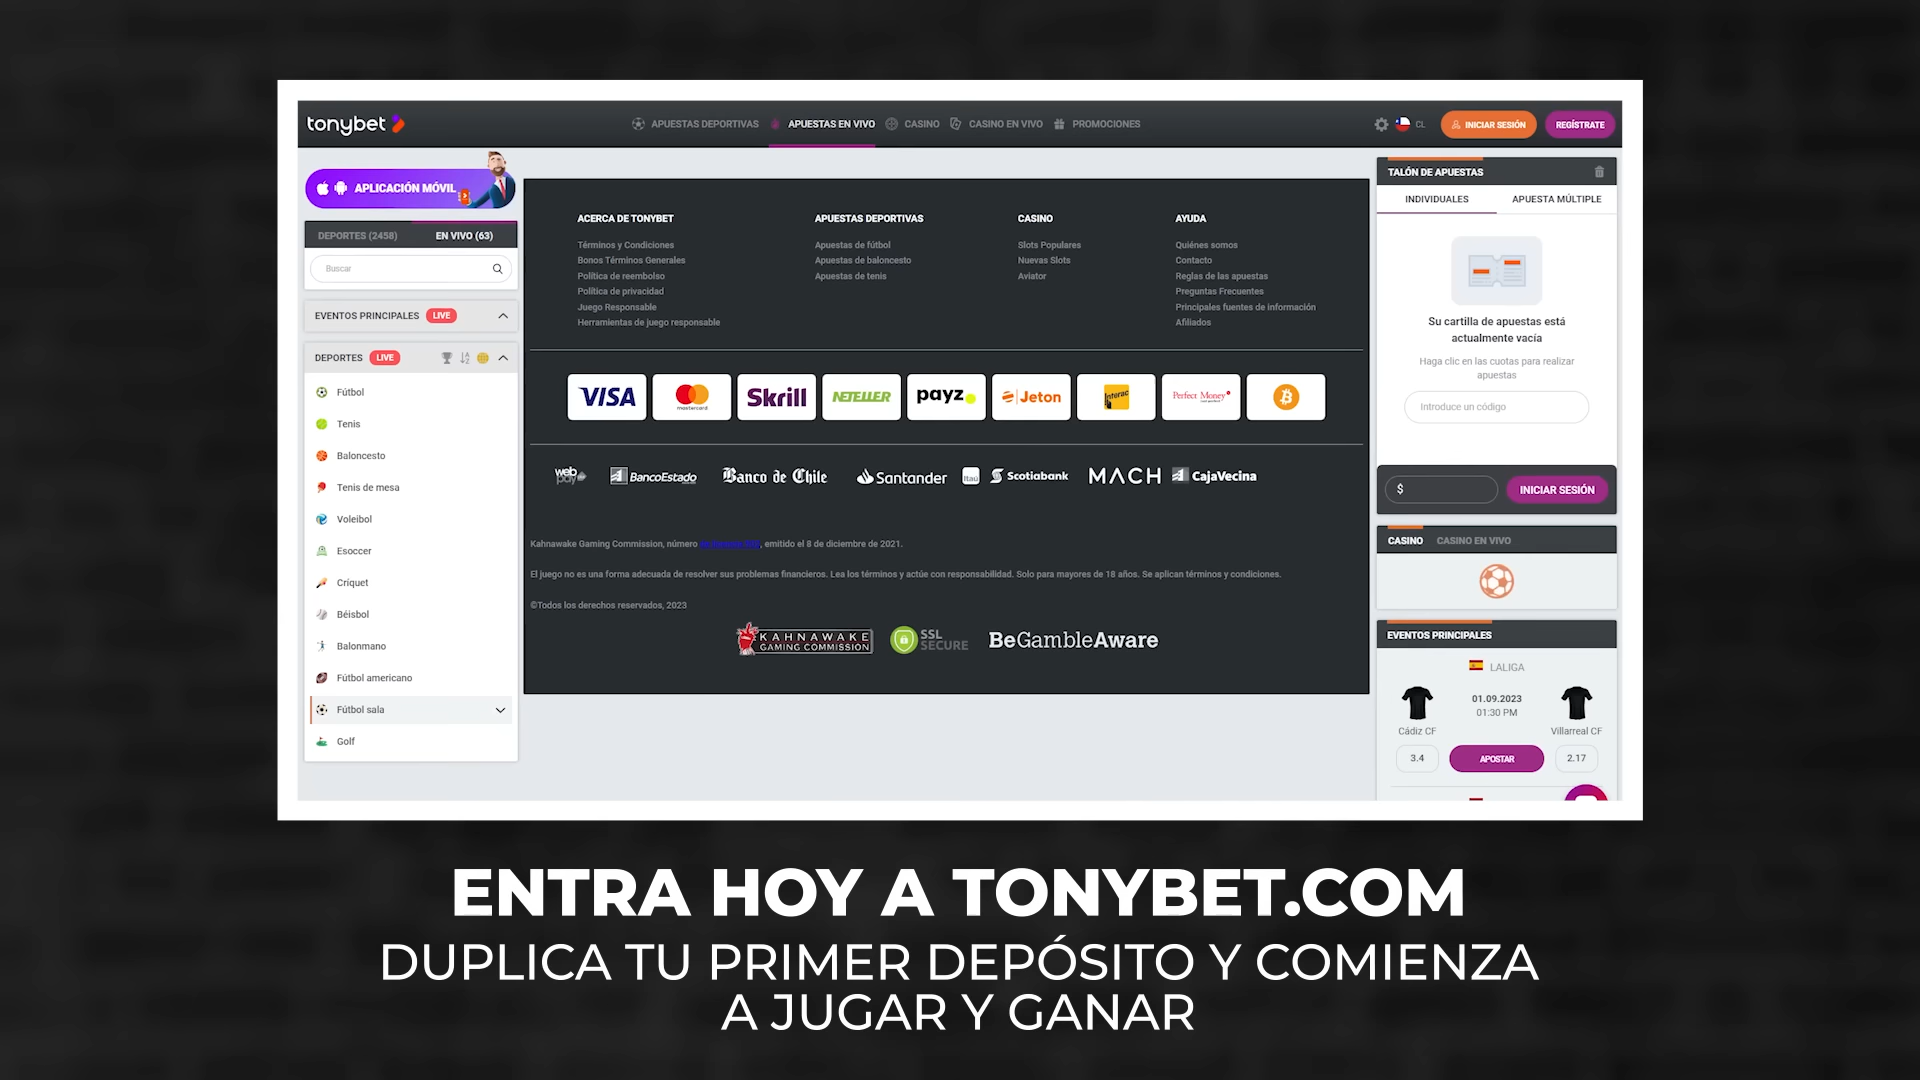 tonybet
APUESTAS DEPORTIVAS
APUESTAS EN VIVO
CASINO
CASINO EN VIVO
PROMOCIONES
CL
INICIAR SESIÓN
REGÍSTRATE
APLICACIÓN MÓVIL
DEPORTES (2458)
EN VIVO (63)
Buscar
EVENTOS PRINCIPALES LIVE
DEPORTES LIVE
Fútbol
Tenis
Baloncesto
Tenis de mesa
Voleibol
Esoccer
Críquet
Béisbol
Balonmano
Fútbol americano
Fútbol sala
Golf
ACERCA DE TONYBET
Términos y Condiciones
Bonos Términos Generales
Política de reembolso
Política de privacidad
Juego Responsable
Herramientas de juego responsable
APUESTAS DEPORTIVAS
Apuestas de fútbol
Apuestas de baloncesto
Apuestas de tenis
CASINO
Slots Populares
Nuevas Slots
Aviator
AYUDA
Quiénes somos
Contacto
Reglas de las apuestas
Preguntas Frecuentes
Principales fuentes de información
Afiliados
VISA
mastercard
Skrill
NETELLER
payz
Jeton
Interac
Perfect Money
web pay
BancoEstado
Banco de Chile
Santander
Itaú
Scotiabank
MACH
CajaVecina
Kahnawake Gaming Commission, número , emitido el 8 de diciembre de 2021.
El juego no es una forma adecuada de resolver sus problemas financieros. Lea los términos y actúe con responsabilidad. Solo para mayores de 18 años. Se aplican términos y condiciones.
©Todos los derechos reservados, 2023
KAHNAWAKE
GAMING COMMISSION
SSL
SECURE
BeGambleAware
TALÓN DE APUESTAS
INDIVIDUALES
APUESTA MÚLTIPLE
Su cartilla de apuestas está
actualmente vacía
Haga clic en las cuotas para realizar
apuestas
Introduce un código
$
INICIAR SESIÓN
CASINO
CASINO EN VIVO
EVENTOS PRINCIPALES
LALIGA
01.09.2023
01:30 PM
Cádiz CF
Villarreal CF
3.4
APOSTAR
2.17
ENTRA HOY A TONYBET.COM
DUPLICA TU PRIMER DEPÓSITO Y COMIENZA
A JUGAR Y GANAR